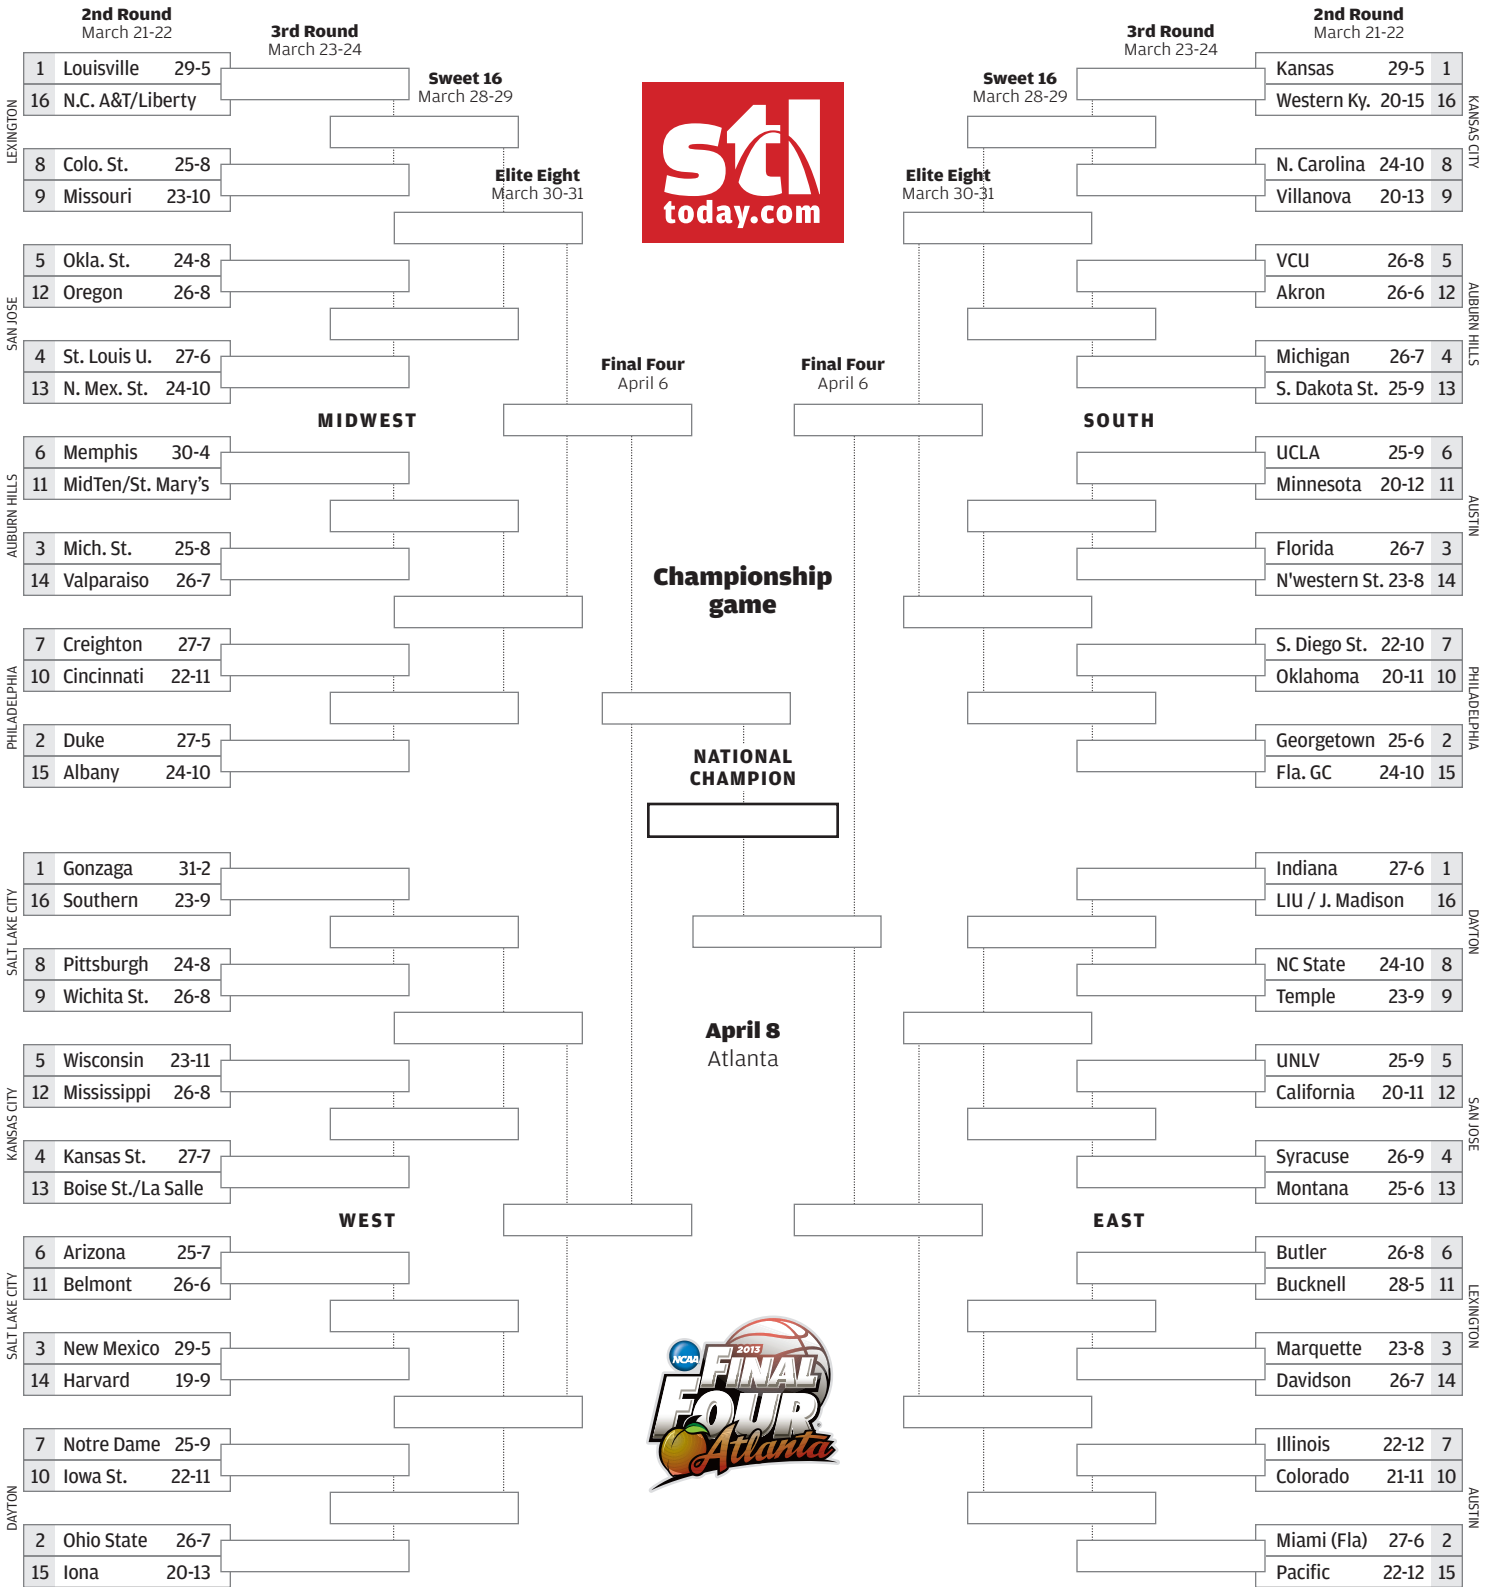 2nd Round
March 21-22
3rd Round
March 23-24
Sweet 16
March 28-29
Elite Eight
March 30-31
Final Four
April 6
LEXINGTON
1 Louisville 29-5
16 N.C. A&T/Liberty
8 Colo. St. 25-8
9 Missouri 23-10
SAN JOSE
5 Okla. St. 24-8
12 Oregon 26-8
4 St. Louis U. 27-6
13 N. Mex. St. 24-10
MIDWEST
AUBURN HILLS
6 Memphis 30-4
11 MidTen/St. Mary's
3 Mich. St. 25-8
14 Valparaiso 26-7
PHILADELPHIA
7 Creighton 27-7
10 Cincinnati 22-11
2 Duke 27-5
15 Albany 24-10
SALT LAKE CITY
1 Gonzaga 31-2
16 Southern 23-9
8 Pittsburgh 24-8
9 Wichita St. 26-8
KANSAS CITY
5 Wisconsin 23-11
12 Mississippi 26-8
4 Kansas St. 27-7
13 Boise St./La Salle
WEST
SALT LAKE CITY
6 Arizona 25-7
11 Belmont 26-6
3 New Mexico 29-5
14 Harvard 19-9
DAYTON
7 Notre Dame 25-9
10 Iowa St. 22-11
2 Ohio State 26-7
15 Iona 20-13
stl
today.com
Championship
game
NATIONAL
CHAMPION
April 8
Atlanta
NCAA
2013
FINAL
FOUR
Atlanta
Final Four
April 6
Elite Eight
March 30-31
Sweet 16
March 28-29
3rd Round
March 23-24
2nd Round
March 21-22
Kansas 29-5 1
Western Ky. 20-15 16
KANSAS CITY
N. Carolina 24-10 8
Villanova 20-13 9
VCU 26-8 5
Akron 26-6 12
AUBURN HILLS
Michigan 26-7 4
S. Dakota St. 25-9 13
SOUTH
UCLA 25-9 6
Minnesota 20-12 11
AUSTIN
Florida 26-7 3
N'western St. 23-8 14
S. Diego St. 22-10 7
Oklahoma 20-11 10
PHILADELPHIA
Georgetown 25-6 2
Fla. GC 24-10 15
Indiana 27-6 1
LIU / J. Madison 16
DAYTON
NC State 24-10 8
Temple 23-9 9
UNLV 25-9 5
California 20-11 12
SAN JOSE
Syracuse 26-9 4
Montana 25-6 13
EAST
Butler 26-8 6
Bucknell 28-5 11
LEXINGTON
Marquette 23-8 3
Davidson 26-7 14
Illinois 22-12 7
Colorado 21-11 10
AUSTIN
Miami (Fla) 27-6 2
Pacific 22-12 15